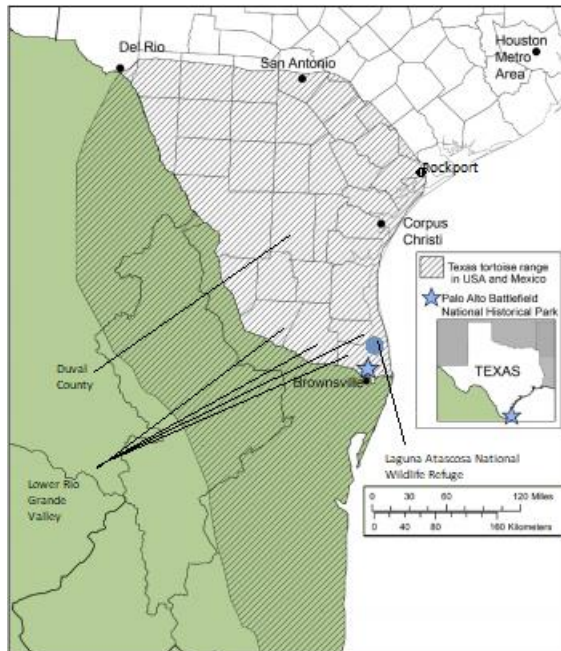 Del Rio
San Antonio
Houston
Metro
Area
Rockport
Corpus
Christi
Texas tortoise range
in USA and Mexico
Palo Alto Battlefield
National Historical Park
TEXAS
Duval
County
Brownsville
Lower Rio
Grande
Valley
Laguna Atascosa National
Wildlife Refuge
0 30 60 120 Miles
0 40 80 160 Kilometers